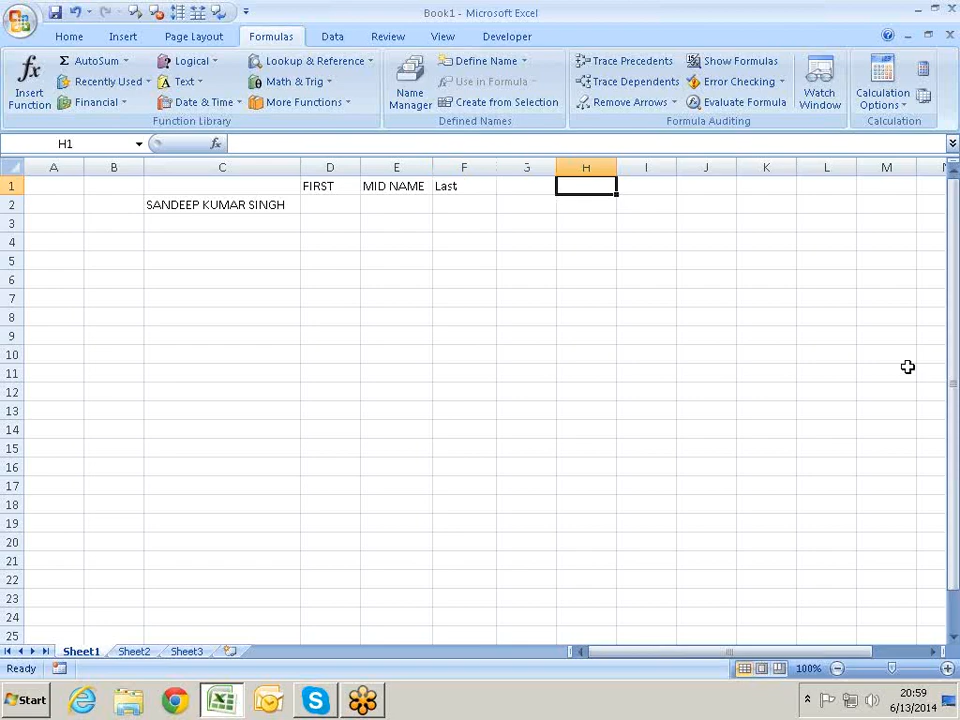 Book1 - Microsoft Excel
Home Insert Page Layout Formulas Data Review View Developer
Insert Function
AutoSum
Recently Used
Financial
Logical
Text
Date & Time
Lookup & Reference
Math & Trig
More Functions
Function Library
Name Manager
Define Name
Use in Formula
Create from Selection
Defined Names
Trace Precedents
Trace Dependents
Remove Arrows
Show Formulas
Error Checking
Evaluate Formula
Formula Auditing
Watch Window
Calculation Options
Calculation
H1 fx
A B C D E F G H I J K L M
1 FIRST MID NAME Last
2 SANDEEP KUMAR SINGH
3
4
5
6
7
8
9
10
11
12
13
14
15
16
17
18
19
20
21
22
23
24
25
Sheet1 Sheet2 Sheet3
Ready 100%
Start 20:59
6/13/2014